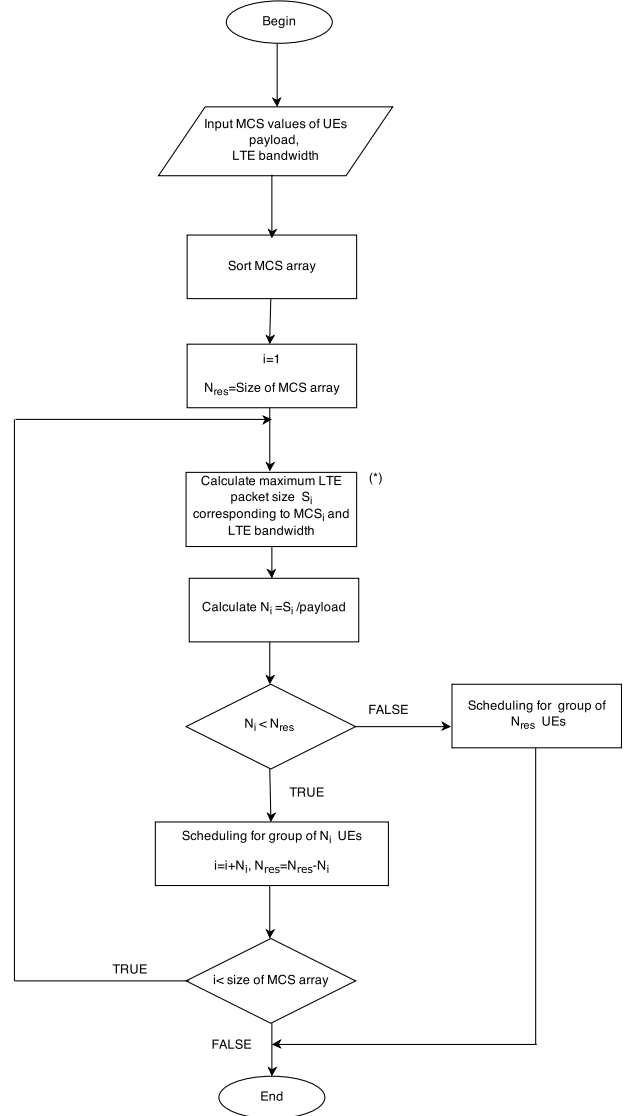 Begin
Input MCS values of UEs
payload,
LTE bandwidth
Sort MCS array
i=1
Nres=Size of MCS array
Calculate maximum LTE
packet size Si
corresponding to MCSi and
LTE bandwidth
(*)
Calculate Ni =Si /payload
Ni < Nres
FALSE
Scheduling for group of
Nres UEs
TRUE
Scheduling for group of Ni UEs
i=i+Ni, Nres=Nres-Ni
i< size of MCS array
TRUE
FALSE
End